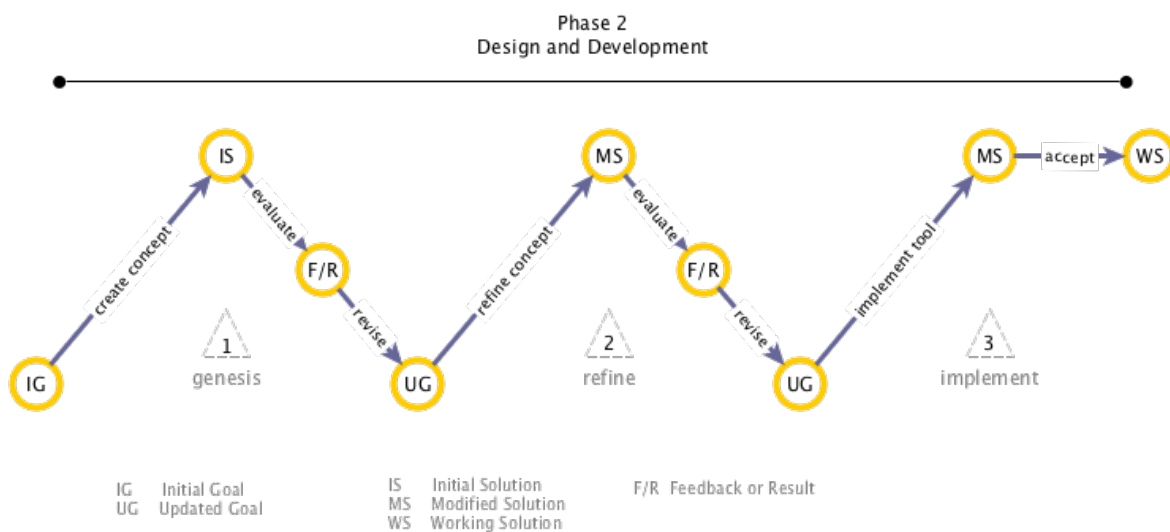 Phase 2
Design and Development
IS
MS
MS
accept
WS
evaluate
evaluate
create concept
F/R
refine concept
F/R
implement tool
revise
revise
1
2
3
genesis
refine
implement
IG
UG
UG
IG Initial Goal
UG Updated Goal
IS Initial Solution
MS Modified Solution
WS Working Solution
F/R Feedback or Result